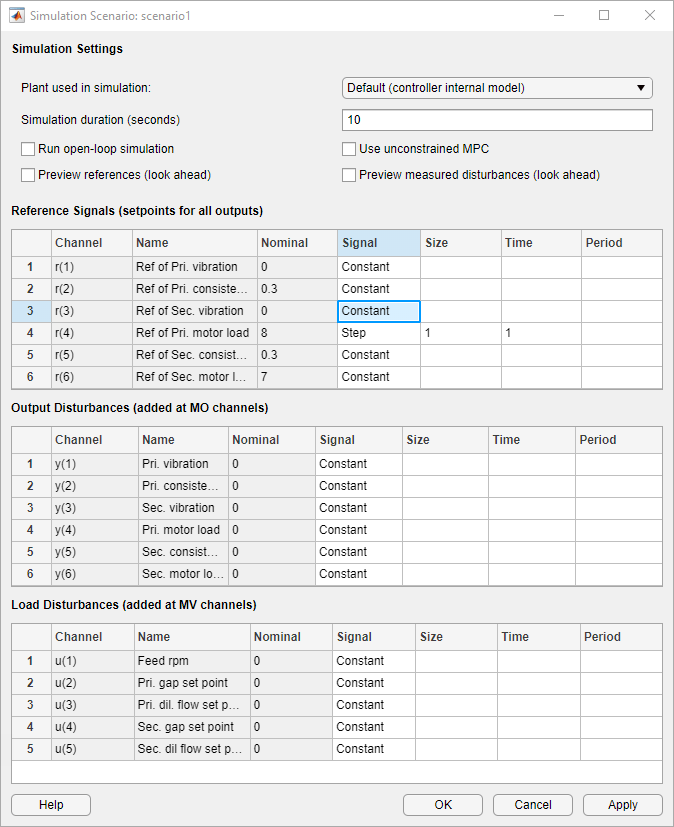 Simulation Scenario: scenario1
Simulation Settings
Plant used in simulation: Default (controller internal model)
Simulation duration (seconds) 10
Run open-loop simulation Use unconstrained MPC
Preview references (look ahead) Preview measured disturbances (look ahead)
Reference Signals (setpoints for all outputs)
Channel Name Nominal Signal Size Time Period
1 r(1) Ref of Pri. vibration 0 Constant
2 r(2) Ref of Pri. consiste... 0.3 Constant
3 r(3) Ref of Sec. vibration 0 Constant
4 r(4) Ref of Pri. motor load 8 Step 1 1
5 r(5) Ref of Sec. consist... 0.3 Constant
6 r(6) Ref of Sec. motor l... 7 Constant
Output Disturbances (added at MO channels)
Channel Name Nominal Signal Size Time Period
1 y(1) Pri. vibration 0 Constant
2 y(2) Pri. consiste... 0 Constant
3 y(3) Sec. vibration 0 Constant
4 y(4) Pri. motor load 0 Constant
5 y(5) Sec. consist... 0 Constant
6 y(6) Sec. motor lo... 0 Constant
Load Disturbances (added at MV channels)
Channel Name Nominal Signal Size Time Period
1 u(1) Feed rpm 0 Constant
2 u(2) Pri. gap set point 0 Constant
3 u(3) Pri. dil. flow set p... 0 Constant
4 u(4) Sec. gap set point 0 Constant
5 u(5) Sec. dil flow set p... 0 Constant
Help OK Cancel Apply